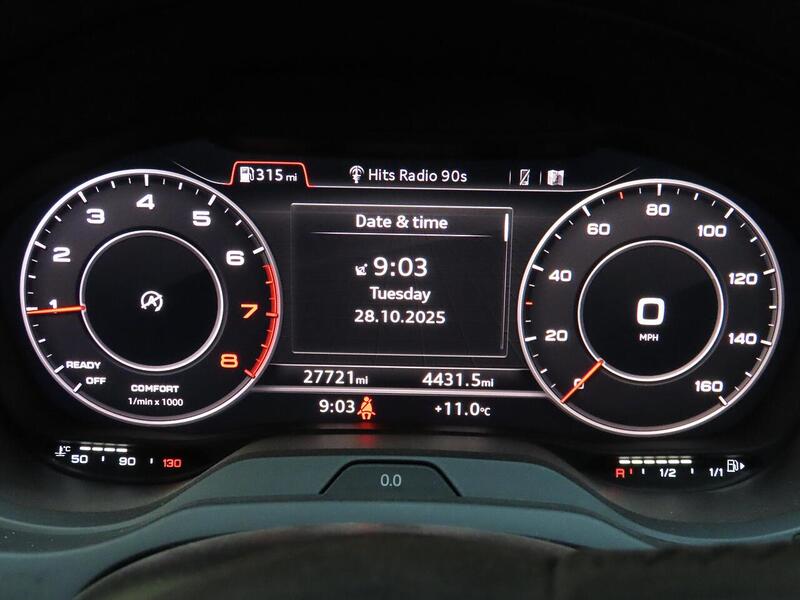 315 mi
Hits Radio 90s
Date & time
9:03
Tuesday
28.10.2025
1
2
3
4
5
6
7
8
READY
OFF
COMFORT
1/min x 1000
A
0
20
40
60
80
100
120
140
160
0
MPH
27721mi
4431.5mi
9:03
+11.0°C
°C
50
90
130
R
1/2
1/1
0.0